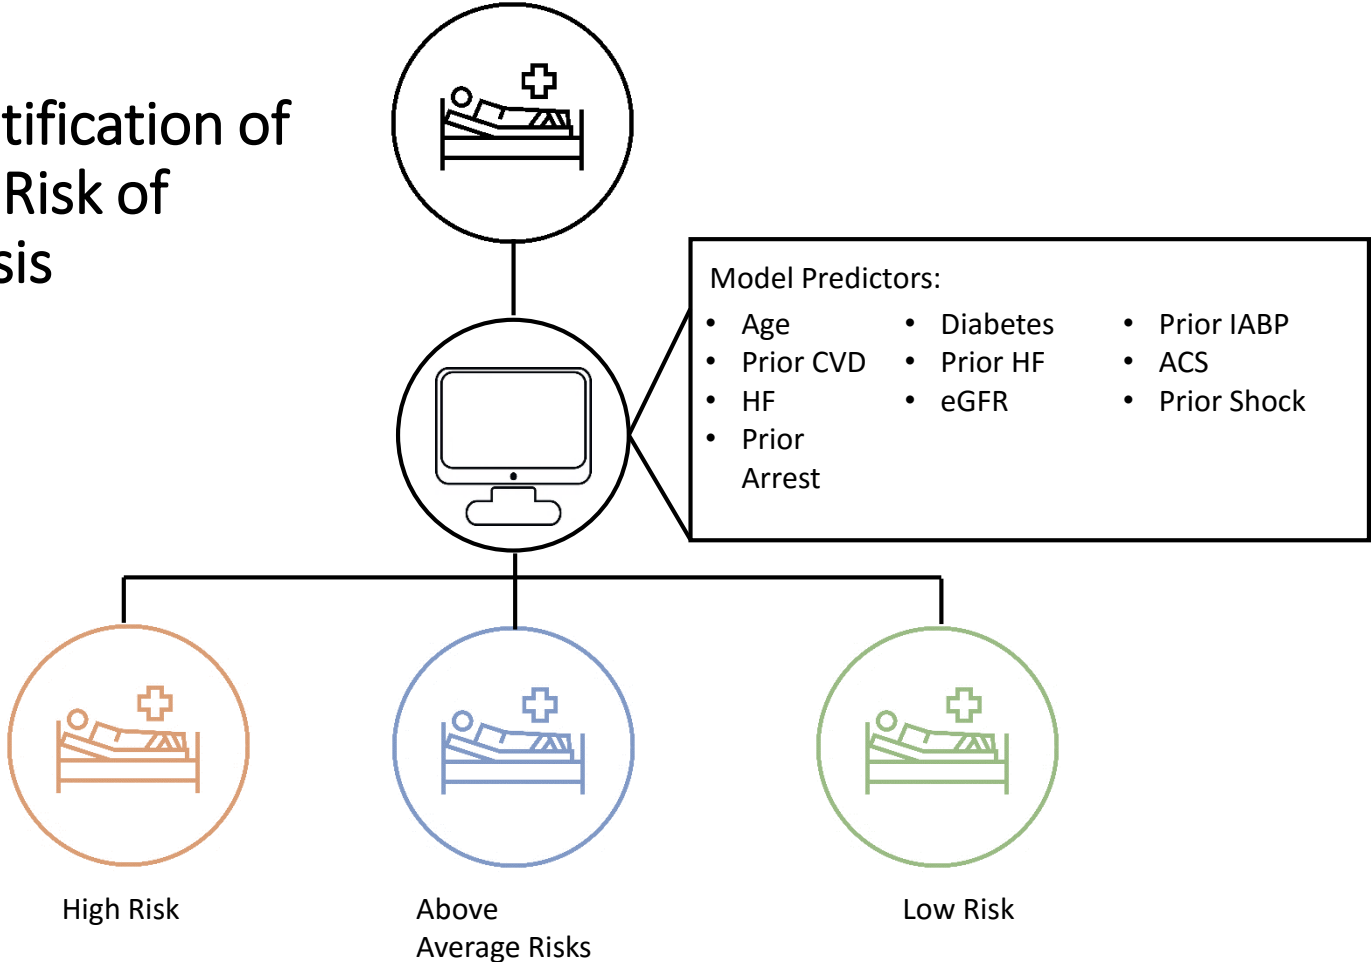 tification of
Risk of
sis
Model Predictors:
• Age
• Prior CVD
• HF
• Prior
Arrest
• Diabetes
• Prior HF
• eGFR
• Prior IABP
• ACS
• Prior Shock
High Risk
Above
Average Risks
Low Risk